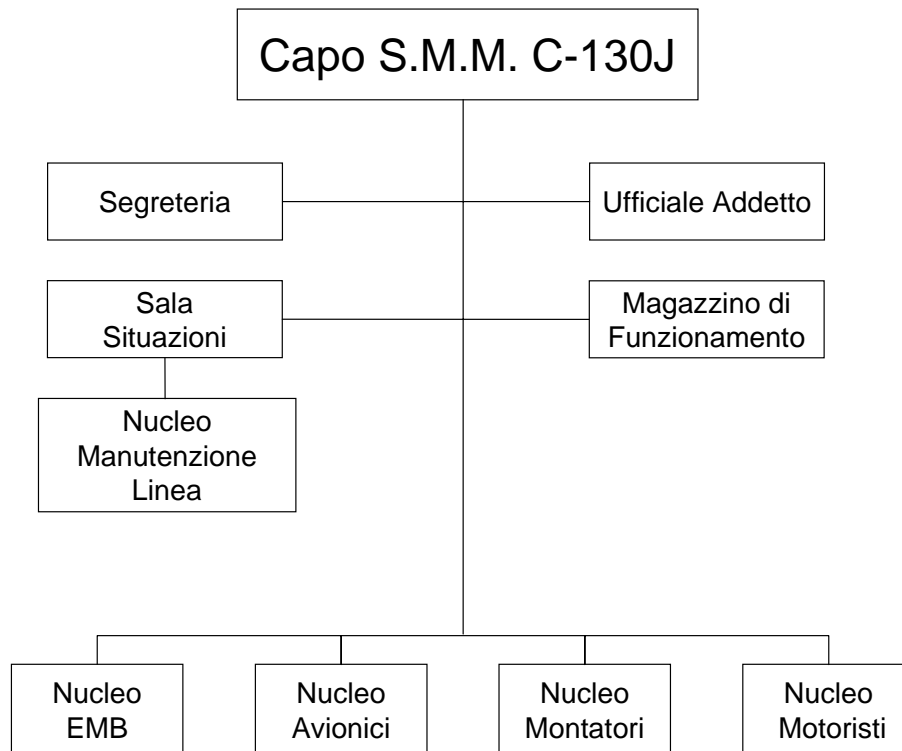 Capo S.M.M. C-130J
Segreteria
Ufficiale Addetto
Sala
Situazioni
Magazzino di
Funzionamento
Nucleo
Manutenzione
Linea
Nucleo
EMB
Nucleo
Avionici
Nucleo
Montatori
Nucleo
Motoristi